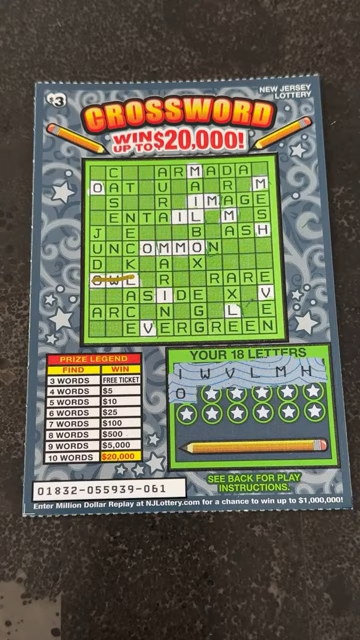 $3
NEW JERSEY
LOTTERY
CROSSWORD
WIN
UP TO $20,000!
C ARMADA
OAT U A R M
S R IMAGE
ENTAIL M S
J E B ASH
UNCOMMON
D K A X
OWL R RARE
ASIDE X V
ARC N G L E
EVERGREEN
PRIZE LEGEND
FIND WIN
3 WORDS FREE TICKET
4 WORDS $5
5 WORDS $10
6 WORDS $25
7 WORDS $100
8 WORDS $500
9 WORDS $5,000
10 WORDS $20,000
YOUR 18 LETTERS
I W V L M H
O
01832-055939-061
SEE BACK FOR PLAY
INSTRUCTIONS.
Enter Million Dollar Replay at NJLottery.com for a chance to win up to $1,000,000!